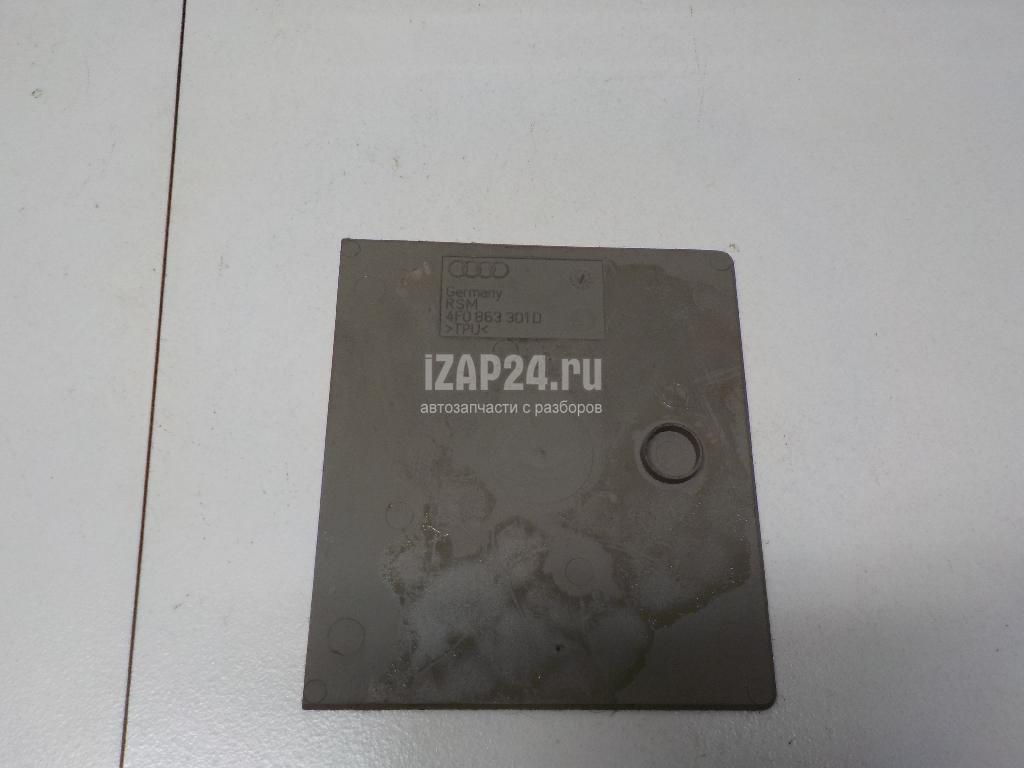 Germany
RSM
4F0 863 301 D
>TPU<
iZAP24.ru
автозапчасти с разборов